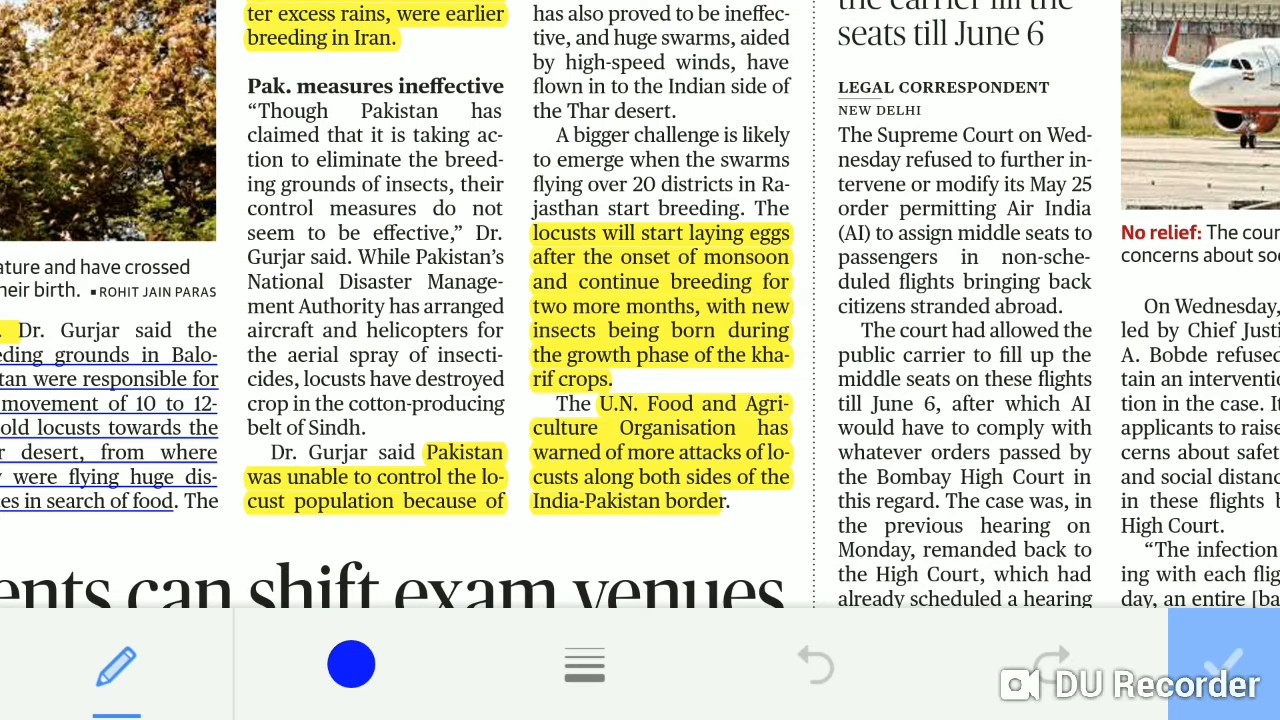 ature and have crossed
heir birth. ▪ ROHIT JAIN PARAS
. Dr. Gurjar said the
eding grounds in Balo-
tan were responsible for
movement of 10 to 12-
old locusts towards the
r desert, from where
y were flying huge dis-
es in search of food. The
ter excess rains, were earlier
breeding in Iran.
Pak. measures ineffective
“Though Pakistan has
claimed that it is taking ac-
tion to eliminate the breed-
ing grounds of insects, their
control measures do not
seem to be effective,” Dr.
Gurjar said. While Pakistan’s
National Disaster Manage-
ment Authority has arranged
aircraft and helicopters for
the aerial spray of insecti-
cides, locusts have destroyed
crop in the cotton-producing
belt of Sindh.
Dr. Gurjar said Pakistan
was unable to control the lo-
cust population because of
has also proved to be ineffec-
tive, and huge swarms, aided
by high-speed winds, have
flown in to the Indian side of
the Thar desert.
A bigger challenge is likely
to emerge when the swarms
flying over 20 districts in Ra-
jasthan start breeding. The
locusts will start laying eggs
after the onset of monsoon
and continue breeding for
two more months, with new
insects being born during
the growth phase of the kha-
rif crops.
The U.N. Food and Agri-
culture Organisation has
warned of more attacks of lo-
custs along both sides of the
India-Pakistan border.
ents can shift exam venues
the carrier fill the
seats till June 6
LEGAL CORRESPONDENT
NEW DELHI
The Supreme Court on Wed-
nesday refused to further in-
tervene or modify its May 25
order permitting Air India
(AI) to assign middle seats to
passengers in non-sche-
duled flights bringing back
citizens stranded abroad.
The court had allowed the
public carrier to fill up the
middle seats on these flights
till June 6, after which AI
would have to comply with
whatever orders passed by
the Bombay High Court in
this regard. The case was, in
the previous hearing on
Monday, remanded back to
the High Court, which had
already scheduled a hearing
No relief: The cour
concerns about soc
On Wednesday,
led by Chief Justi
A. Bobde refused
tain an interventi
tion in the case. It
applicants to raise
cerns about safet
and social distanc
in these flights b
High Court.
“The infection
ing with each flig
day, an entire [ba
DU Recorder